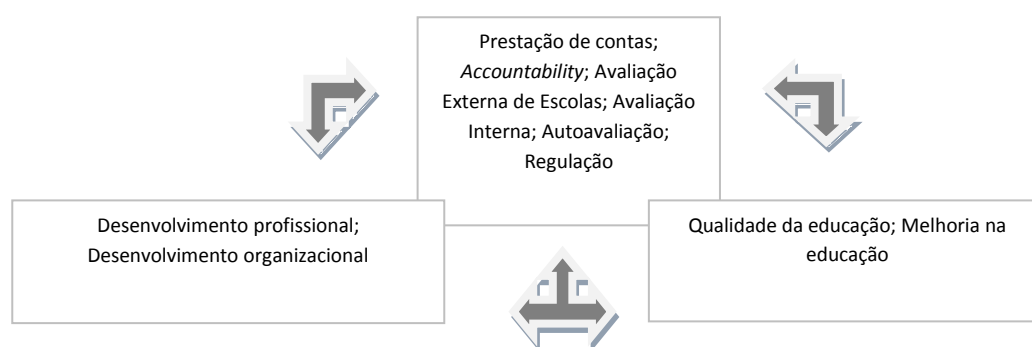 Prestação de contas;
Accountability; Avaliação
Externa de Escolas; Avaliação
Interna; Autoavaliação;
Regulação
Desenvolvimento profissional;
Desenvolvimento organizacional
Qualidade da educação; Melhoria na
educação